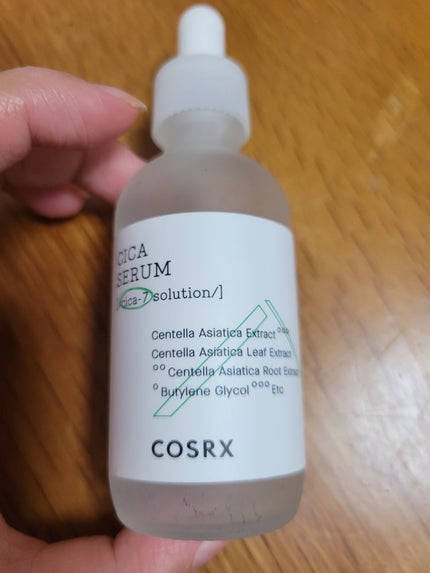 CICA
SERUM
[/cica-7 solution/]
Centella Asiatica Extract °°°
Centella Asiatica Leaf Extract
°° Centella Asiatica Root Extract
° Butylene Glycol °°° Etc
COSRX